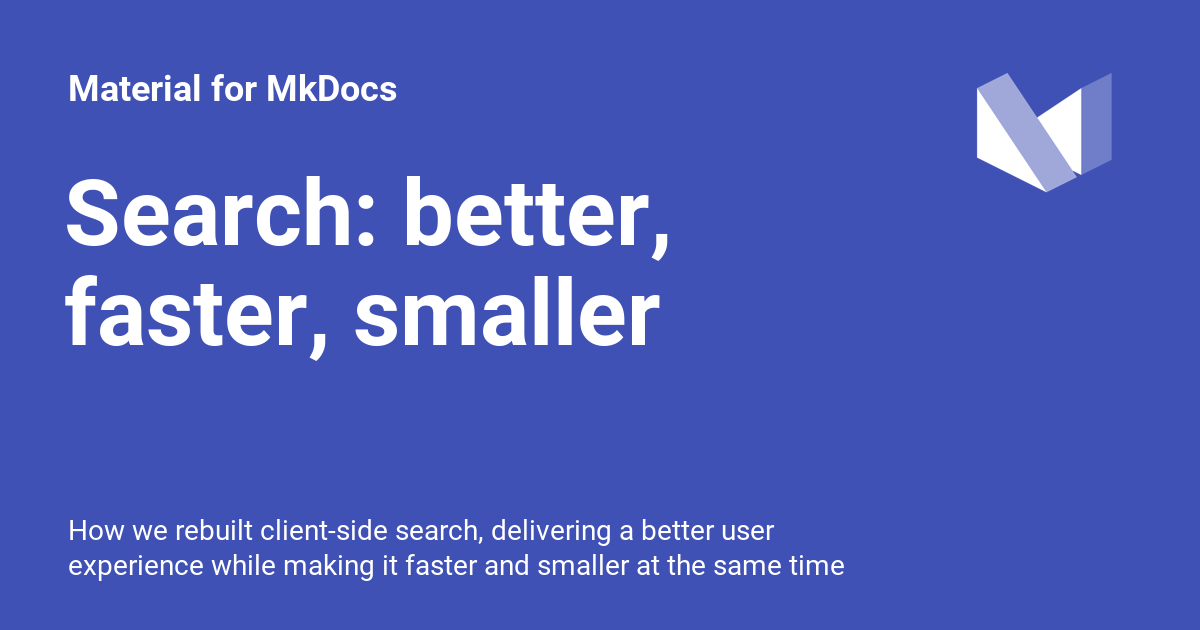 Material for MkDocs
Search: better,
faster, smaller
How we rebuilt client-side search, delivering a better user
experience while making it faster and smaller at the same time